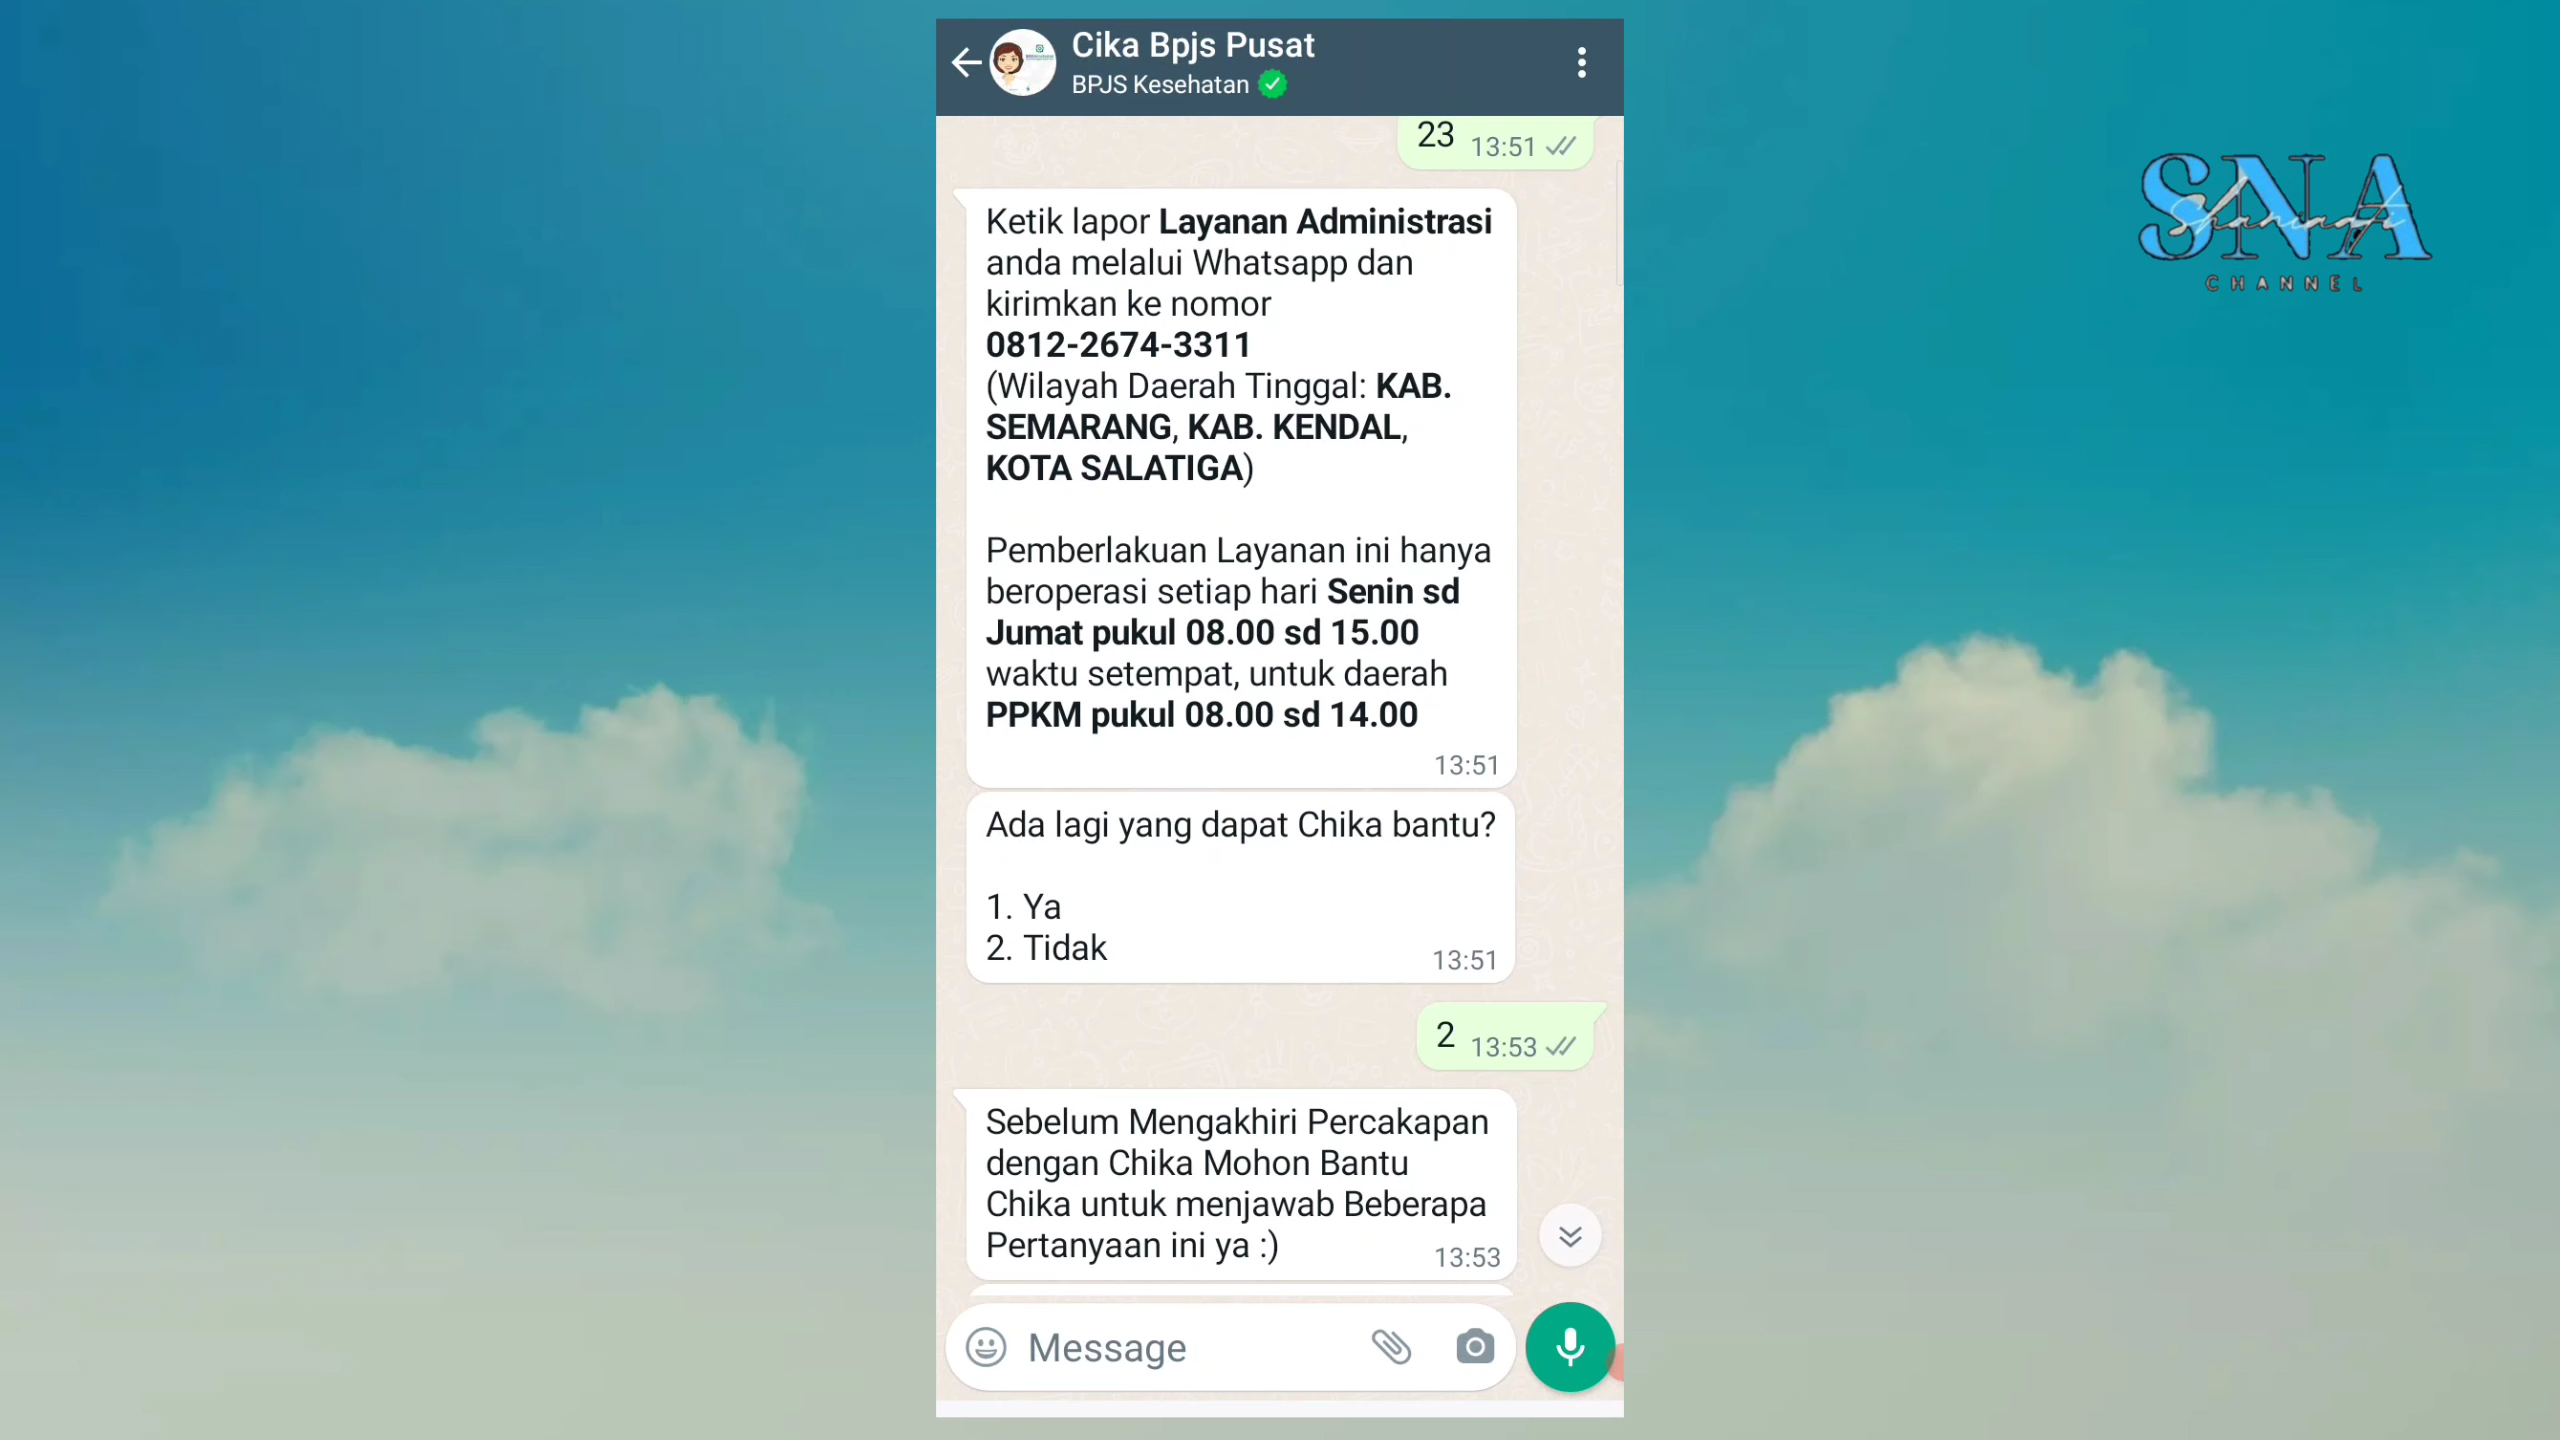 Cika Bpjs Pusat
BPJS Kesehatan
23 13:51
Ketik lapor Layanan Administrasi
anda melalui Whatsapp dan
kirimkan ke nomor
0812-2674-3311
(Wilayah Daerah Tinggal: KAB.
SEMARANG, KAB. KENDAL,
KOTA SALATIGA)
Pemberlakuan Layanan ini hanya
beroperasi setiap hari Senin sd
Jumat pukul 08.00 sd 15.00
waktu setempat, untuk daerah
PPKM pukul 08.00 sd 14.00
13:51
Ada lagi yang dapat Chika bantu?
1. Ya
2. Tidak
13:51
2 13:53
Sebelum Mengakhiri Percakapan
dengan Chika Mohon Bantu
Chika untuk menjawab Beberapa
Pertanyaan ini ya :)
13:53
Message
SNA
CHANNEL